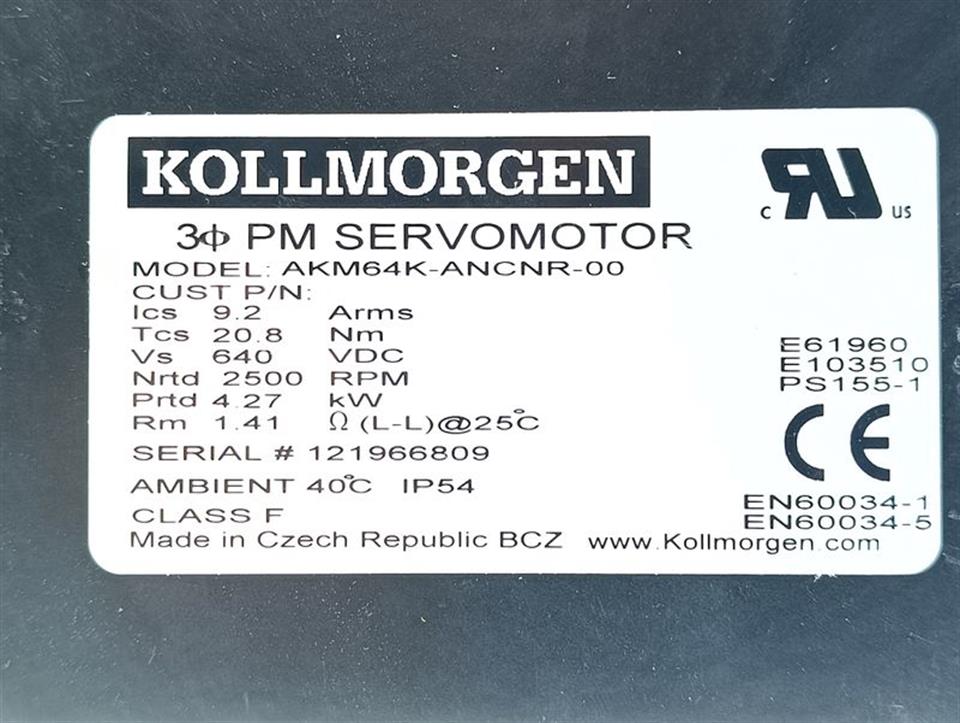 KOLLMORGEN
c RU US
3ϕ PM SERVOMOTOR
MODEL: AKM64K-ANCNR-00
CUST P/N:
Ics 9.2 Arms
Tcs 20.8 Nm
Vs 640 VDC
Nrtd 2500 RPM
Prtd 4.27 kW
Rm 1.41 Ω (L-L)@25°C
E61960
E103510
PS155-1
CE
SERIAL # 121966809
AMBIENT 40°C IP54
CLASS F
EN60034-1
EN60034-5
Made in Czech Republic BCZ www.Kollmorgen.com